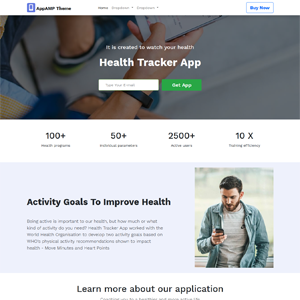 AppAMP Theme
Home Dropdown Dropdown
Buy Now
It is created to watch your health
Health Tracker App
Type Your E-mail
Get App
100+
50+
2500+
10 X
Health programs
Individual parameters
Active users
Training efficiency
Activity Goals To Improve Health
Being active is important to our health, but how much or what
kind of activity do you need? Health Tracker App worked with the
World Health Organisation to develop two activity goals based on
WHO's physical activity recommendations shown to impact
health - Move Minutes and Heart Points.
Learn more about our application